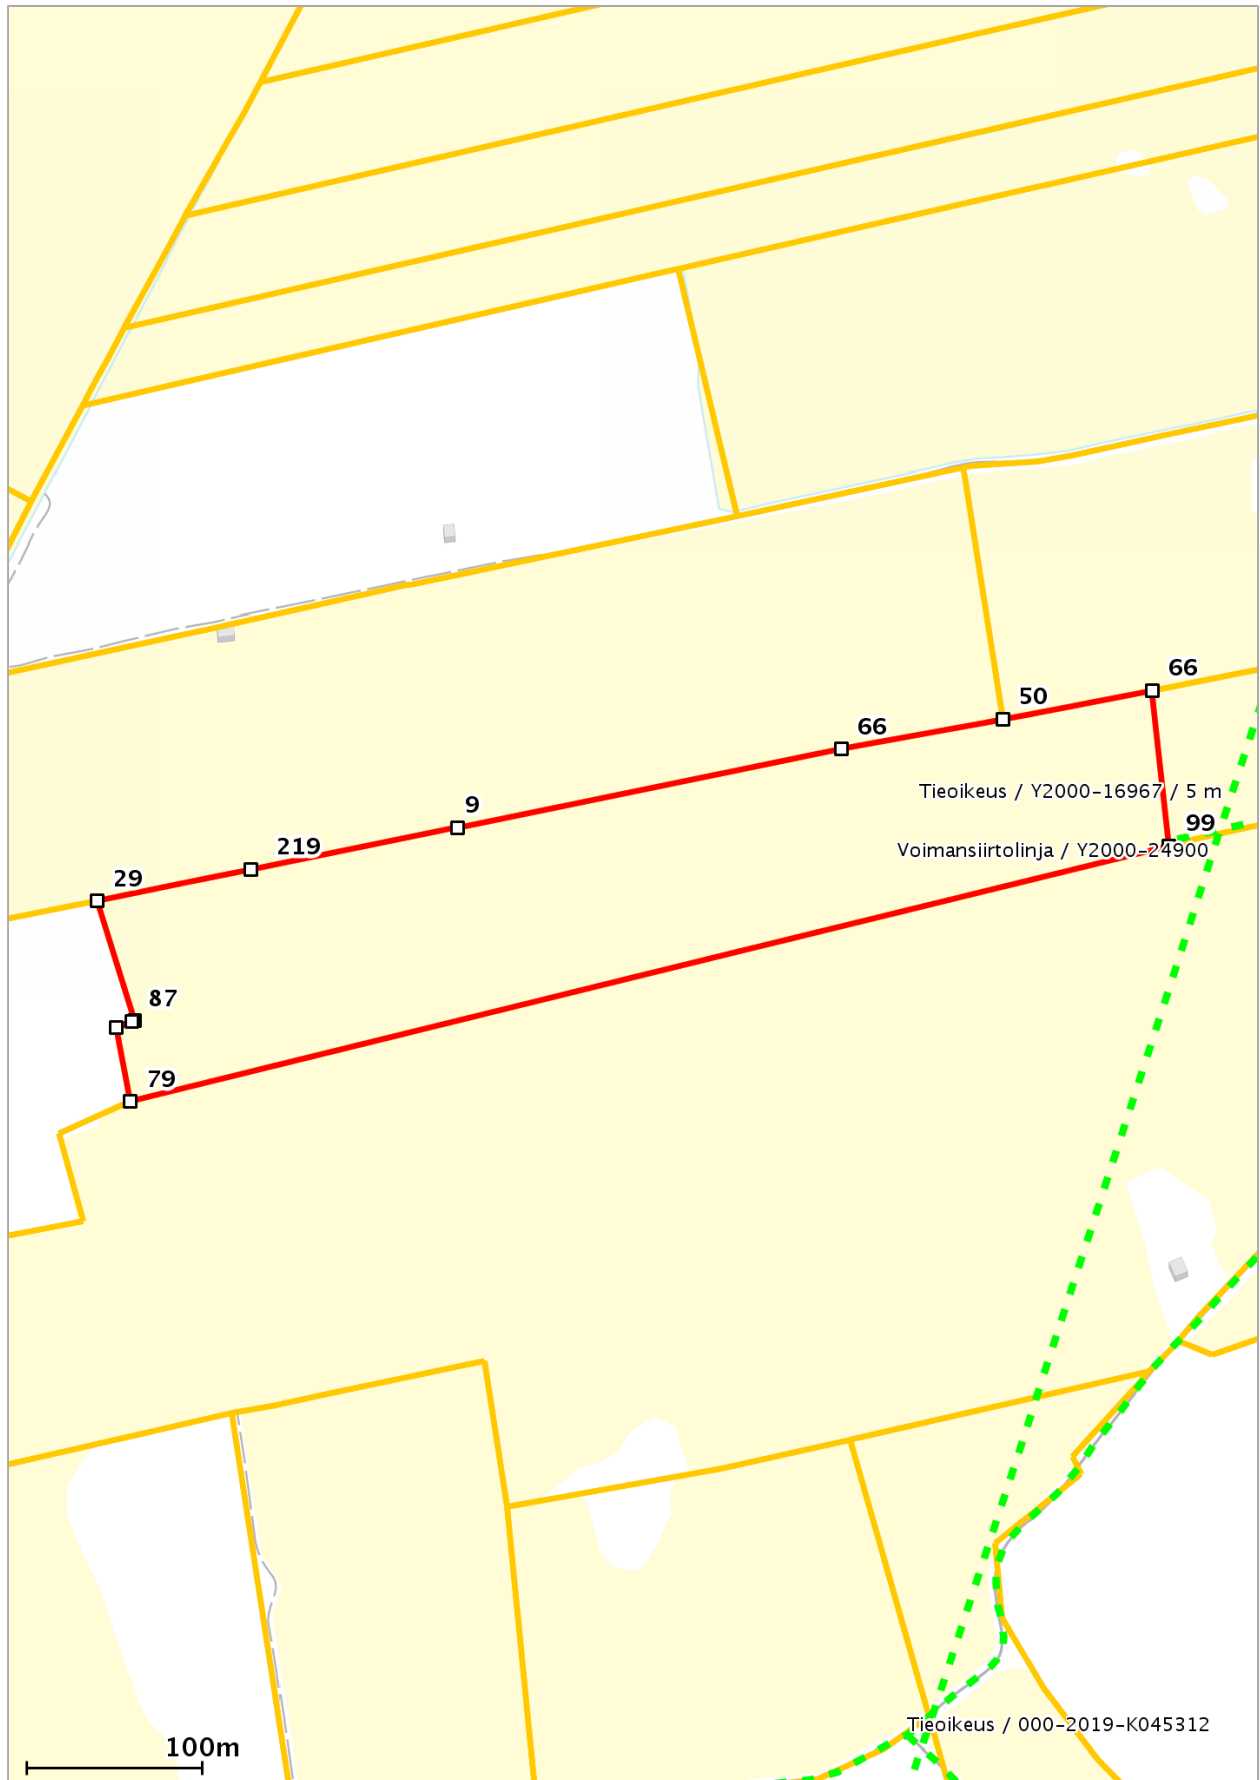 66
50
66
9
Tieoikeus / Y2000-16967 / 5 m
99
219
Voimansiirtolinja / Y2000-24900
29
87
79
Tieoikeus / 000-2019-K045312
100m